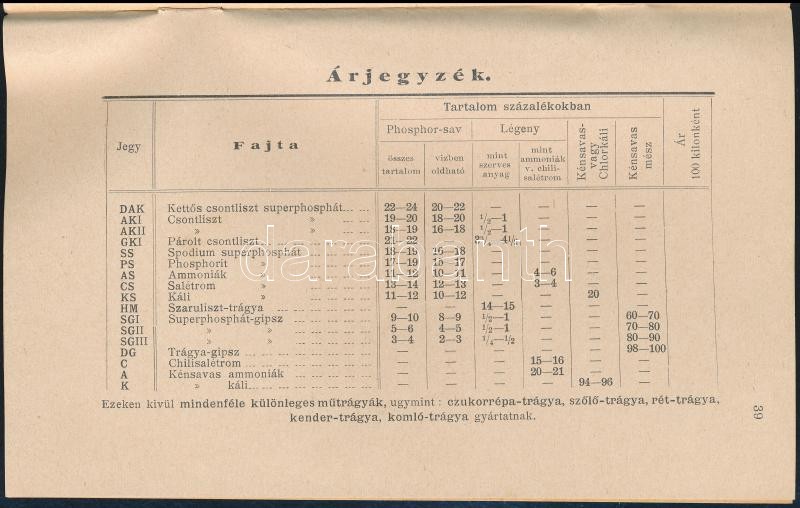 Árjegyzék.
Jegy | Fajta | Tartalom százalékokban | Ár 100 kilonként
Phosphor-sav | Légeny | Kénsavas- vagy Chlorkáli | Kénsavas mész
összes tartalom | vizben oldható | mint szerves anyag | mint ammoniák v. chili-salétrom
DAK Kettős csontliszt superphosphát 22—24 20—22 — — — —
AKI Csontliszt » 19—20 18—20 1/2—1 — — —
AKII » » 18—19 16—18 1/2—1 — — —
GKI Párolt csontliszt 21—22 — — — —
SS Spodium superphosphát 18—19 16—18 — — — —
PS Phosphorit » 17—19 15—17 — — — —
AS Ammoniák » 11—12 10—11 — 4—6 — —
CS Salétrom » 13—14 12—13 — 3—4 — —
KS Káli » 11—12 10—12 — — 20 —
HM Szaruliszt-trágya — — 14—15 — — —
SGI Superphosphát-gipsz 9—10 8—9 1/2—1 — — 60—70
SGII » » 5—6 4—5 1/2—1 — — 70—80
SGIII » » 3—4 2—3 1/4—1/2 — — 80—90
DG Trágya-gipsz — — — — — 98—100
C Chilisalétrom — — — 15—16 — —
A Kénsavas ammoniák — — — 20—21 — —
K » káli — — — — 94—96 —
Ezeken kivül mindenféle különleges műtrágyák, ugymint : czukorrépa-trágya, szőlő-trágya, rét-trágya,
kender-trágya, komló-trágya gyártatnak.
39
darabanth